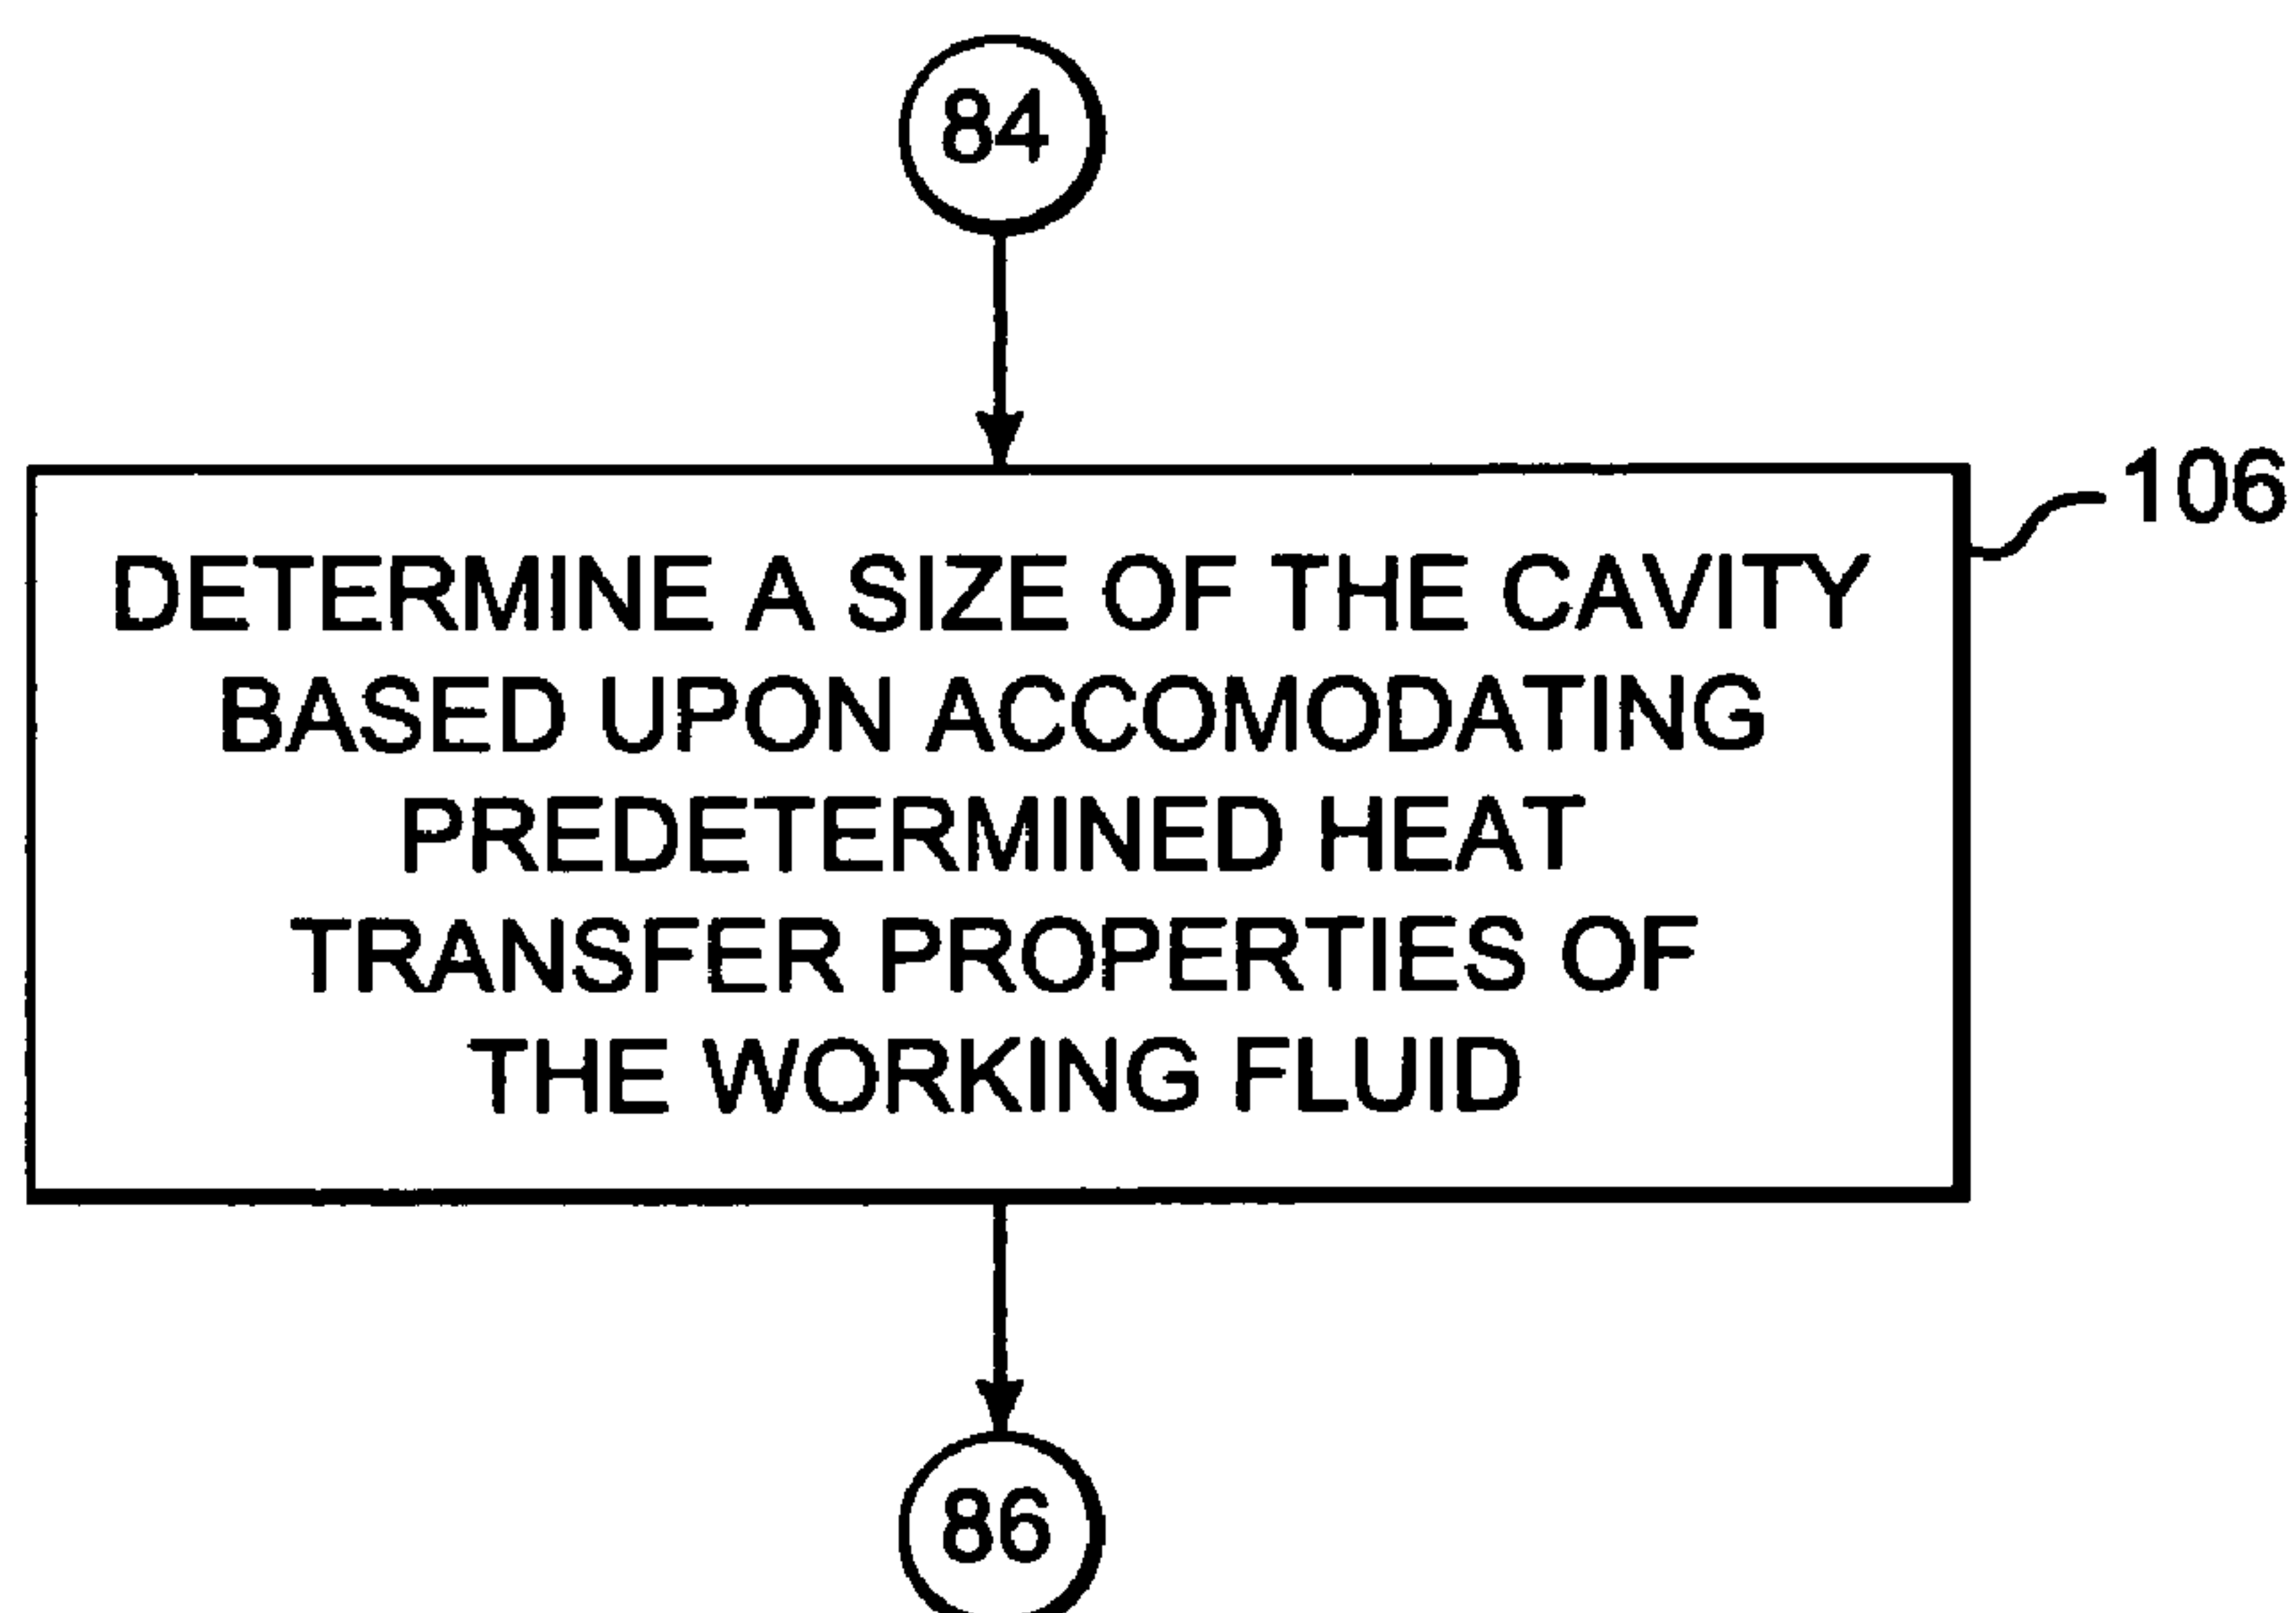 84
106
DETERMINE A SIZE OF THE CAVITY
BASED UPON ACCOMODATING
PREDETERMINED HEAT
TRANSFER PROPERTIES OF
THE WORKING FLUID
86